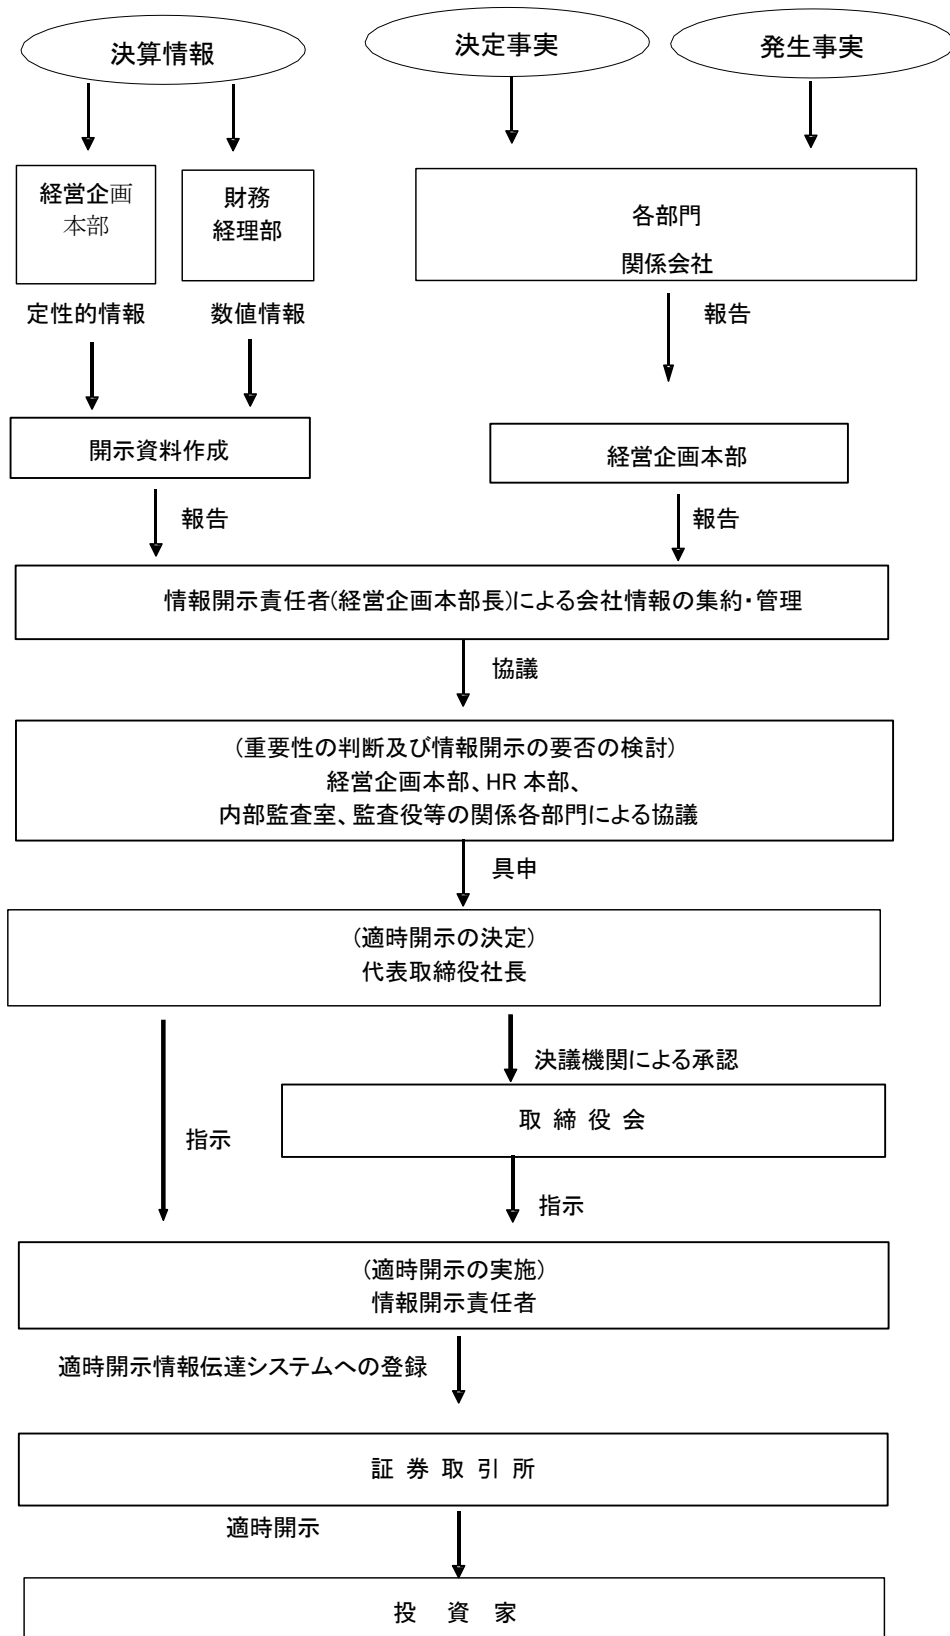 決算情報
決定事実
発生事実
経営企画
本部
財務
経理部
各部門
関係会社
定性的情報
数値情報
報告
開示資料作成
経営企画本部
報告
報告
情報開示責任者(経営企画本部長)による会社情報の集約・管理
協議
(重要性の判断及び情報開示の要否の検討)
経営企画本部、HR 本部、
内部監査室、監査役等の関係各部門による協議
具申
(適時開示の決定)
代表取締役社長
決議機関による承認
取 締 役 会
指示
指示
(適時開示の実施)
情報開示責任者
適時開示情報伝達システムへの登録
証 券 取 引 所
適時開示
投 資 家